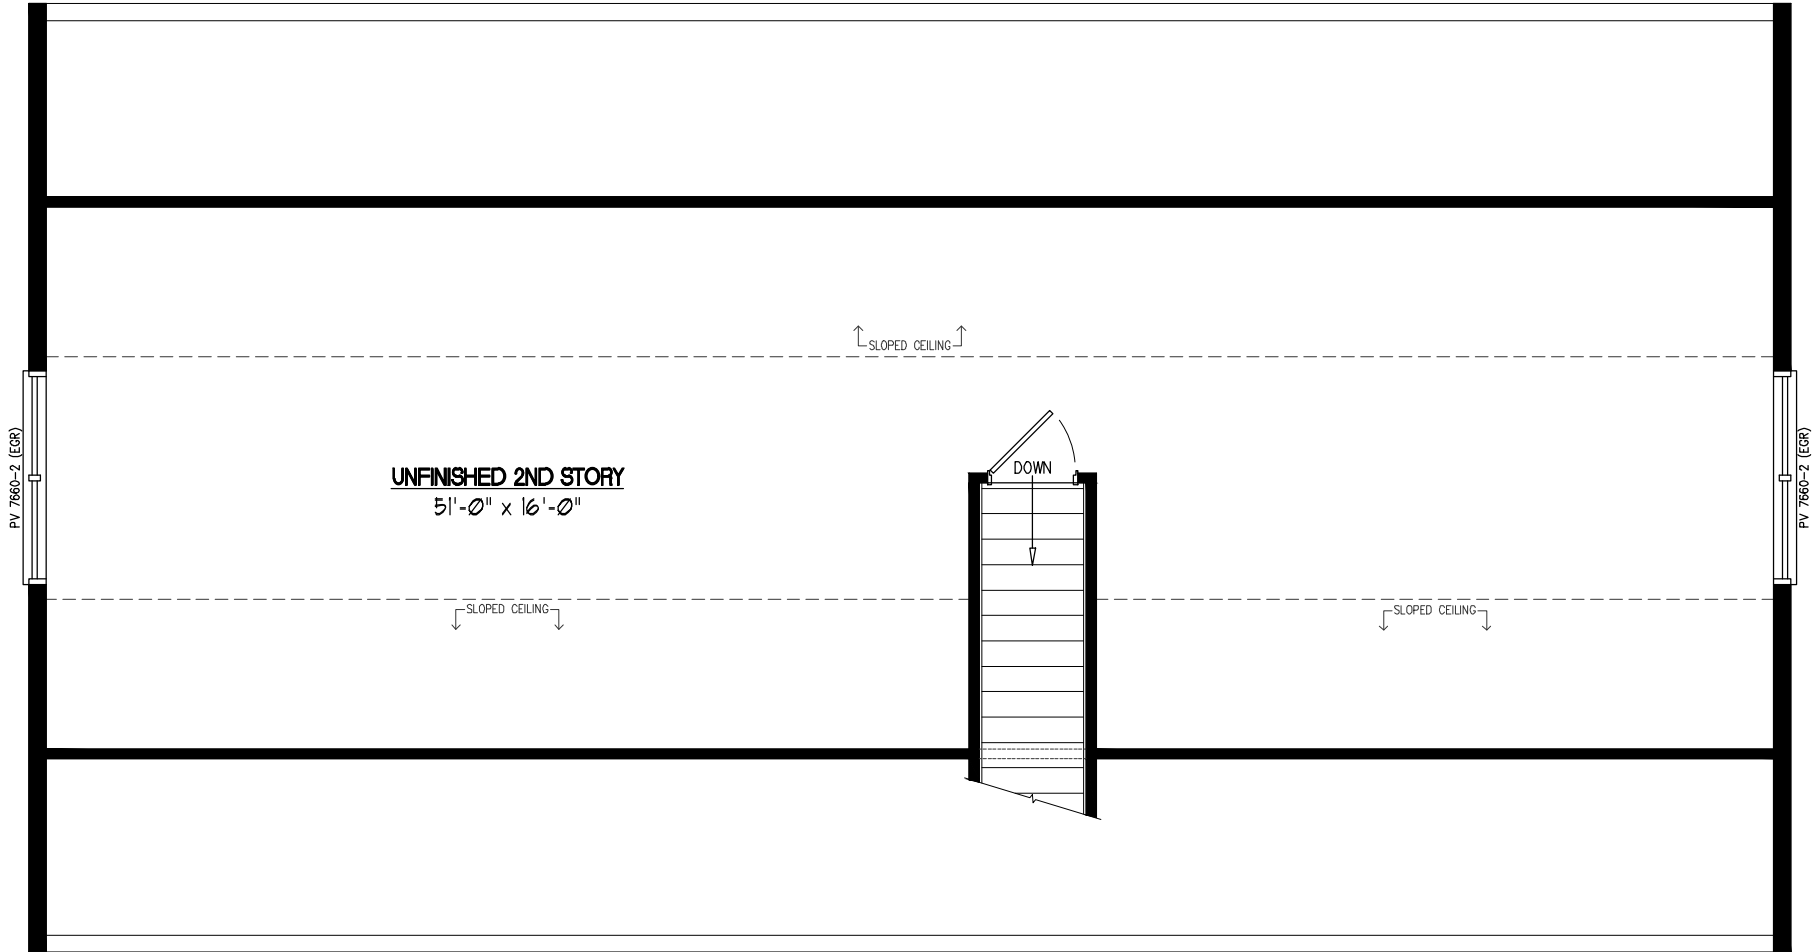 SLOPED CEILING
PV 7660-2 (EGR)
UNFINISHED 2ND STORY
51'-0" x 16'-0"
DOWN
PV 7660-2 (EGR)
SLOPED CEILING
SLOPED CEILING